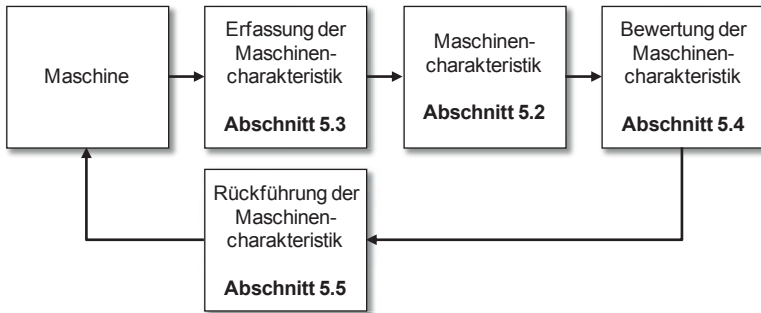 Maschine
Erfassung der
Maschinen-
charakteristik
Abschnitt 5.3
Maschinen-
charakteristik
Abschnitt 5.2
Bewertung der
Maschinen-
charakteristik
Abschnitt 5.4
Rückführung der
Maschinen-
charakteristik
Abschnitt 5.5